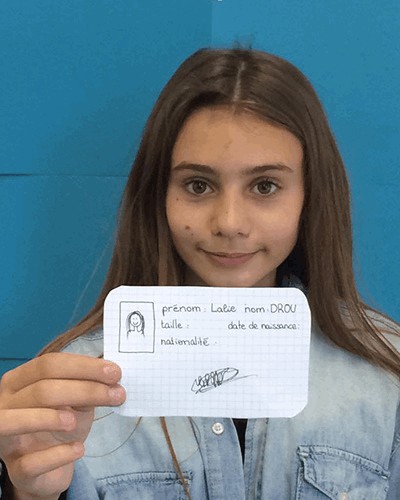 prénom : Lalie nom : DROU
taille : date de naissance :
nationalité :